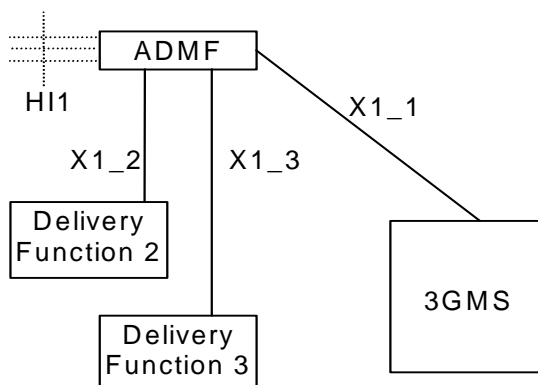 ADMF
HI1
X1_1
X1_2
X1_3
Delivery
Function 2
3GMS
Delivery
Function 3